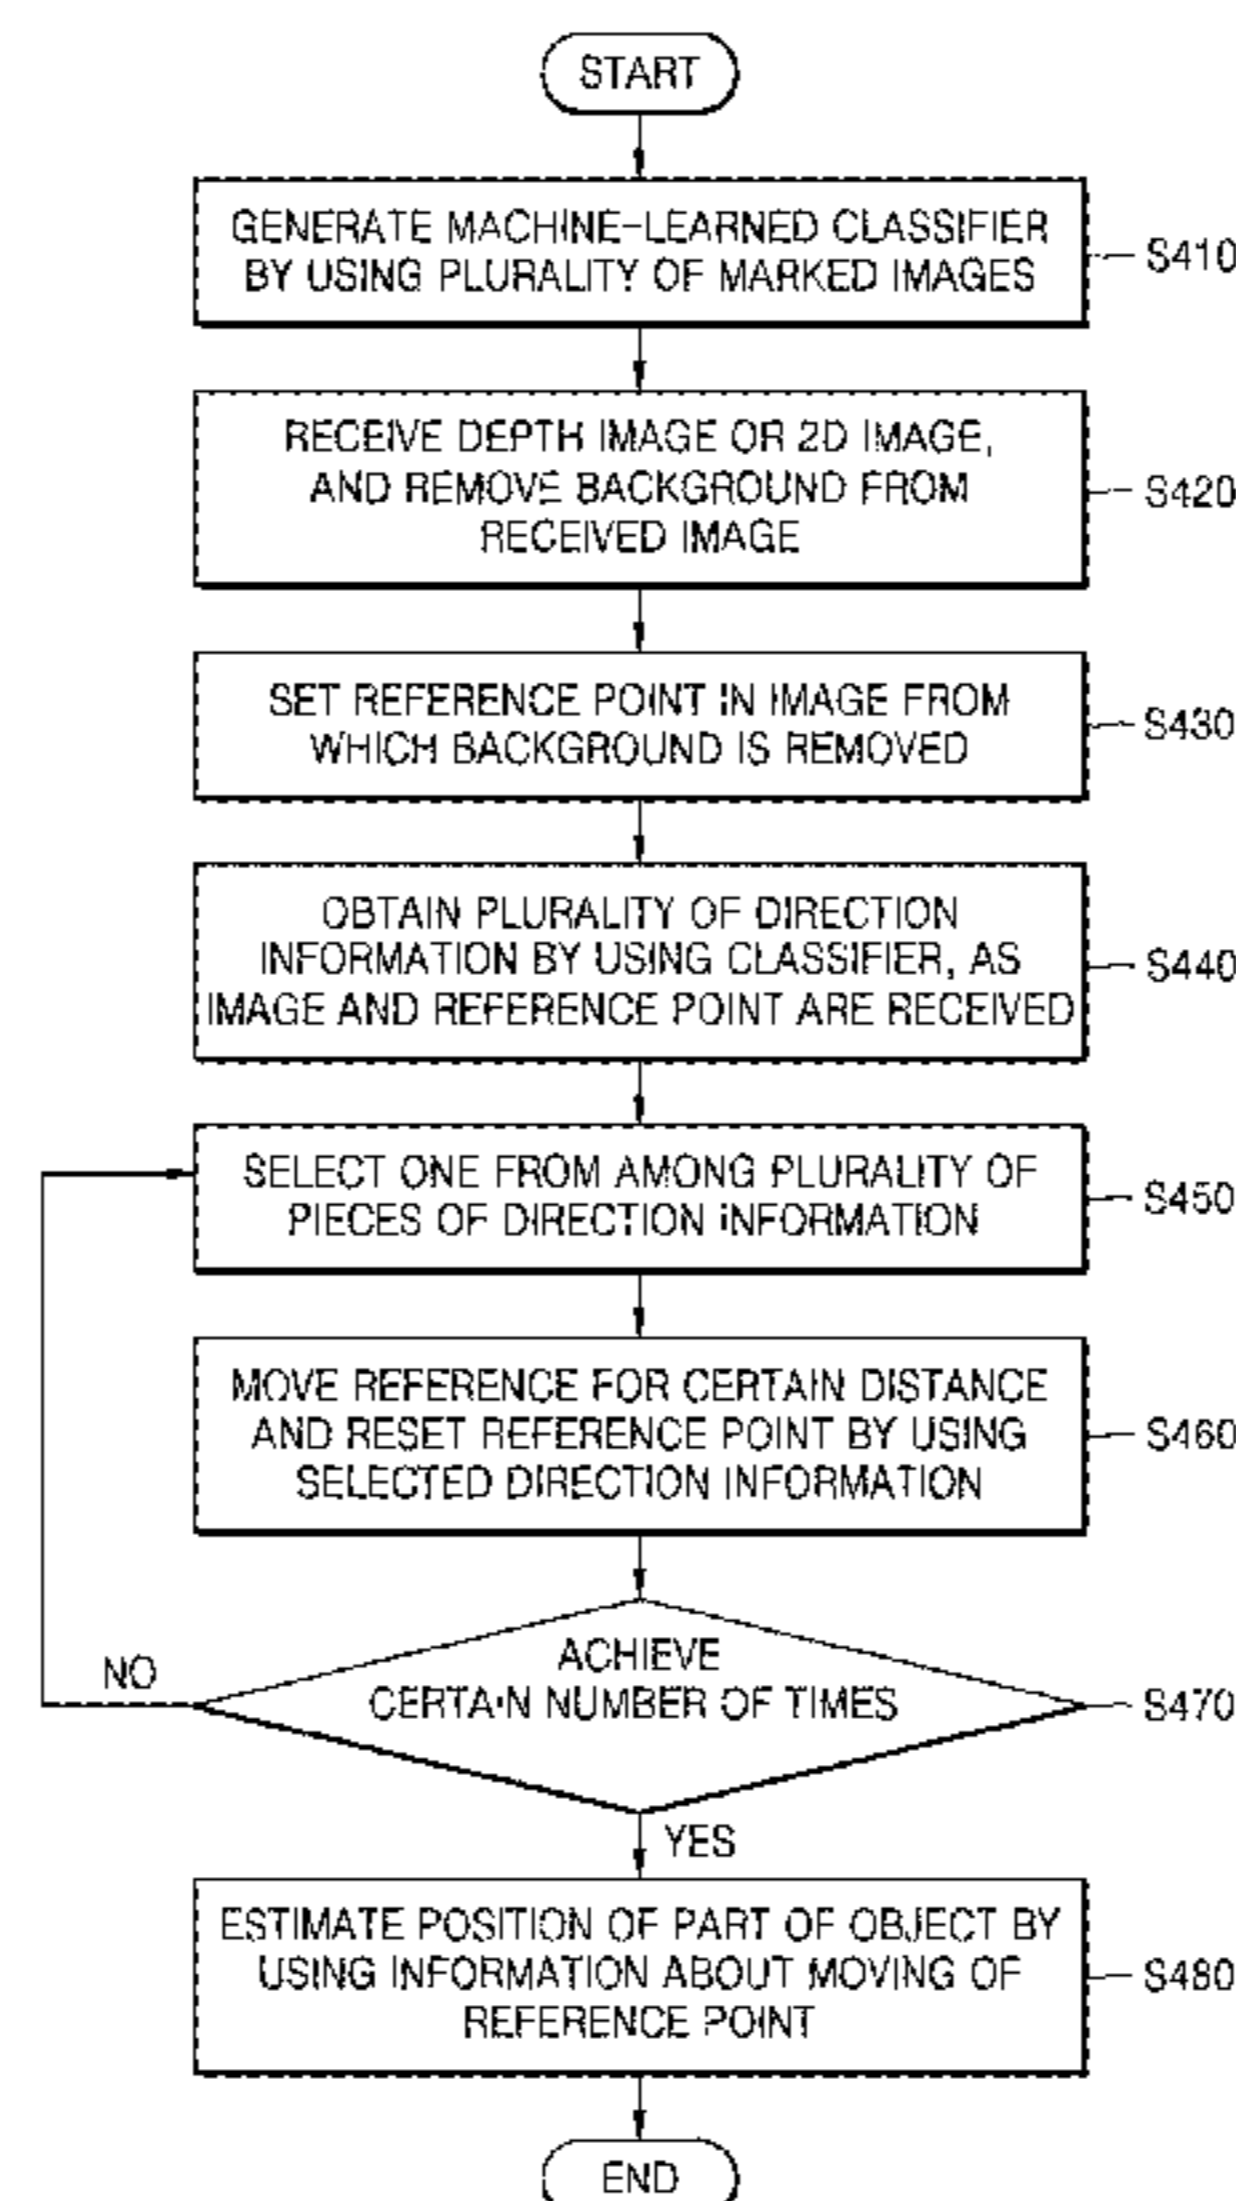 START
GENERATE MACHINE-LEARNED CLASSIFIER
BY USING PLURALITY OF MARKED IMAGES
S410
RECEIVE DEPTH IMAGE OR 2D IMAGE,
AND REMOVE BACKGROUND FROM
RECEIVED IMAGE
S420
SET REFERENCE POINT IN IMAGE FROM
WHICH BACKGROUND IS REMOVED
S430
OBTAIN PLURALITY OF DIRECTION
INFORMATION BY USING CLASSIFIER, AS
IMAGE AND REFERENCE POINT ARE RECEIVED
S440
SELECT ONE FROM AMONG PLURALITY OF
PIECES OF DIRECTION INFORMATION
S450
MOVE REFERENCE FOR CERTAIN DISTANCE
AND RESET REFERENCE POINT BY USING
SELECTED DIRECTION INFORMATION
S460
ACHIEVE
CERTAIN NUMBER OF TIMES
S470
NO
YES
ESTIMATE POSITION OF PART OF OBJECT BY
USING INFORMATION ABOUT MOVING OF
REFERENCE POINT
S480
END